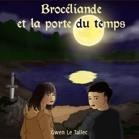 Brocéliande
et la porte du temps
Gwen Le Tallec